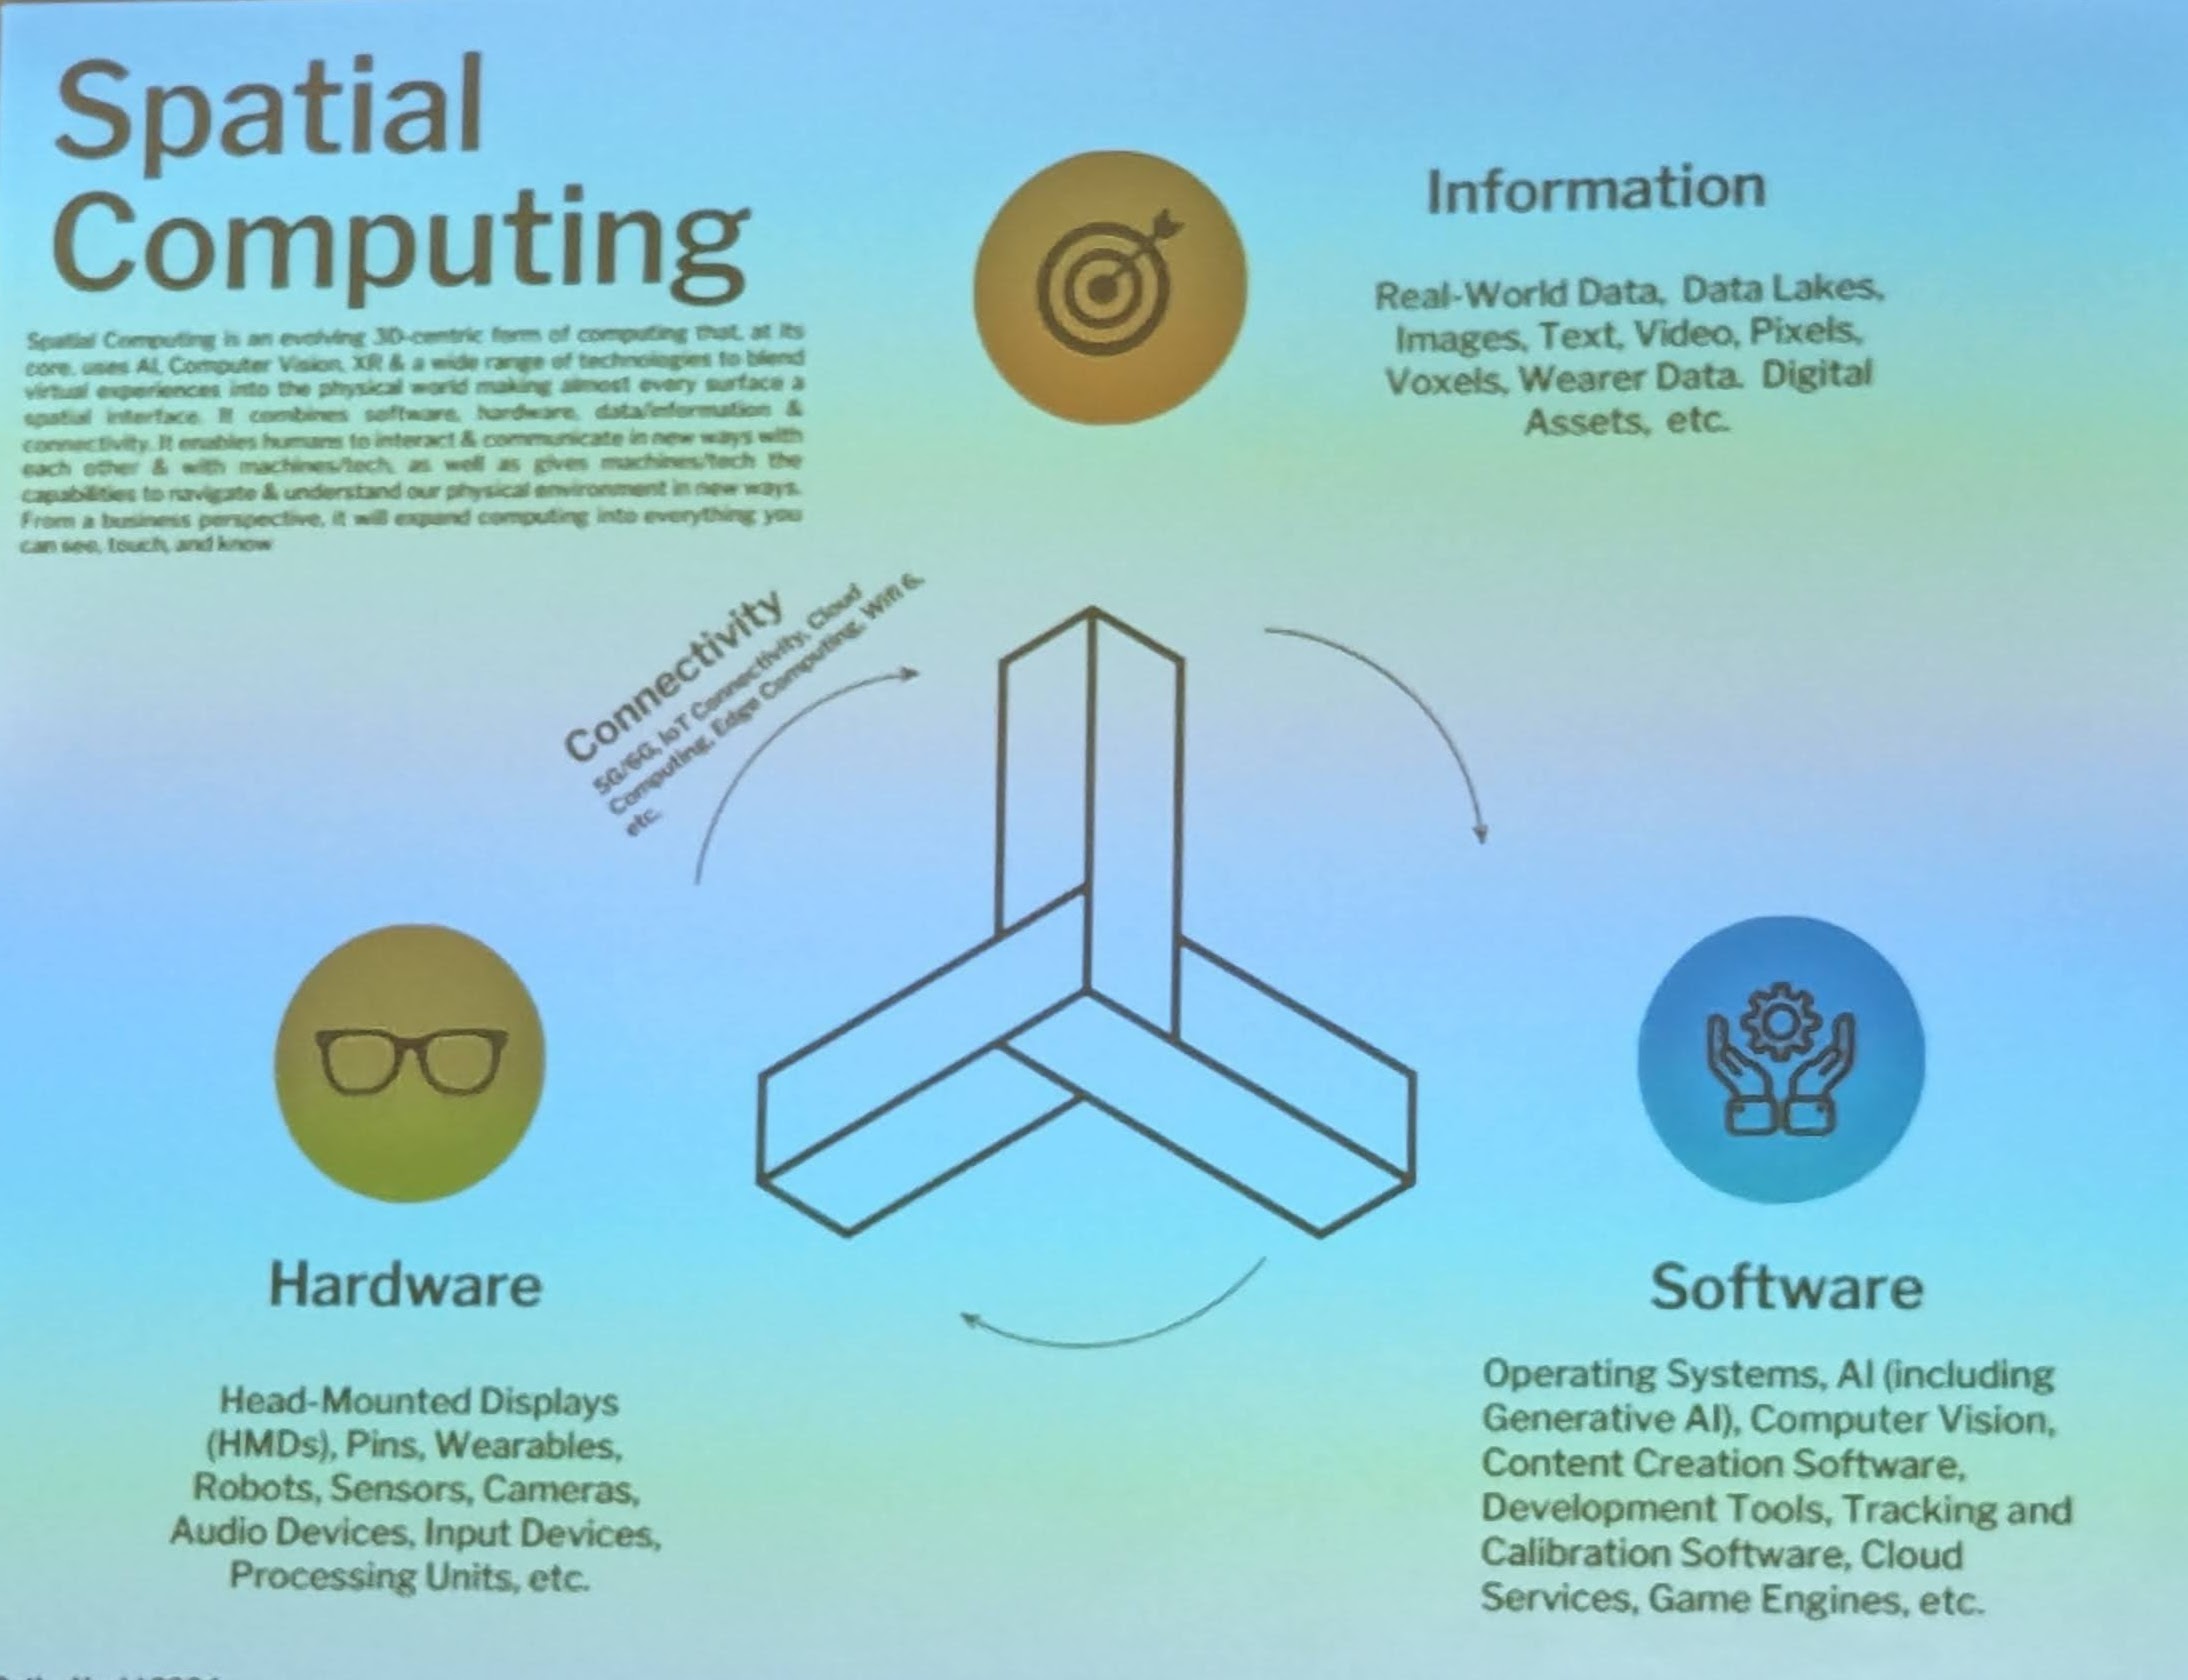 Spatial
Computing
Spatial Computing is an evolving 3D-centric form of computing that, at its
core, uses AI, Computer Vision, XR & a wide range of technologies to blend
virtual experiences into the physical world making almost every surface a
spatial interface. It combines software, hardware, data/information &
connectivity. It enables humans to interact & communicate in new ways with
each other & with machines/tech, as well as gives machines/tech the
capabilities to navigate & understand our physical environment in new ways.
From a business perspective, it will expand computing into everything you
can see, touch, and know
Information
Real-World Data, Data Lakes,
Images, Text, Video, Pixels,
Voxels, Wearer Data. Digital
Assets, etc.
Connectivity
5G/6G, IoT Connectivity, Cloud
Computing, Edge Computing, Wifi 6,
etc.
Hardware
Head-Mounted Displays
(HMDs), Pins, Wearables,
Robots, Sensors, Cameras,
Audio Devices, Input Devices,
Processing Units, etc.
Software
Operating Systems, AI (including
Generative AI), Computer Vision,
Content Creation Software,
Development Tools, Tracking and
Calibration Software, Cloud
Services, Game Engines, etc.